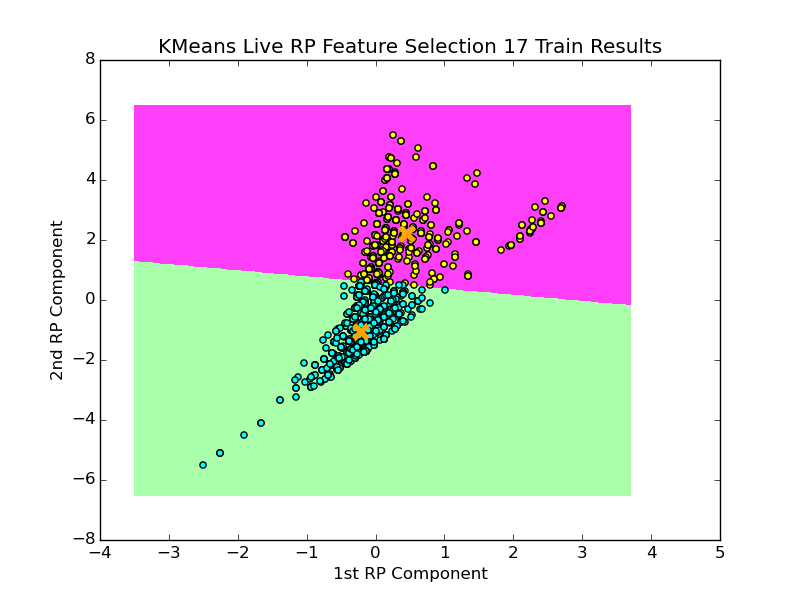 KMeans Live RP Feature Selection 17 Train Results
8
6
4
2
0
−2
−4
−6
−8
2nd RP Component
−4 −3 −2 −1 0 1 2 3 4 5
1st RP Component